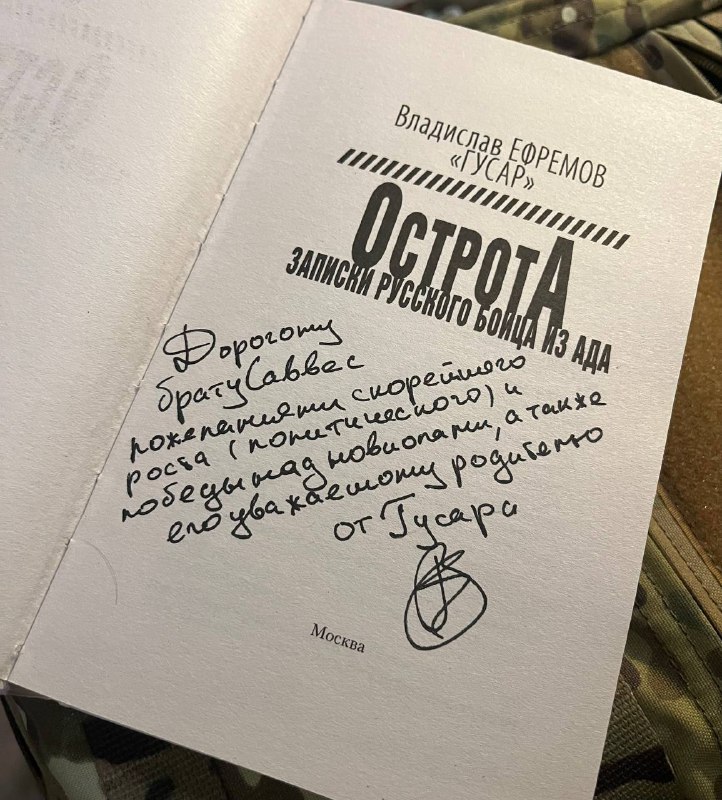 Владислав ЕФРЕМОВ
«ГУСАР»
ОСТРОТА
ЗАПИСКИ РУССКОГО БОЙЦА ИЗ АДА
Дорогому
брату Савве с
пожеланиями скорейшего
роста (политического) и
победы над новиопами, а также
его уважаемому родителю
от Гусара
Москва